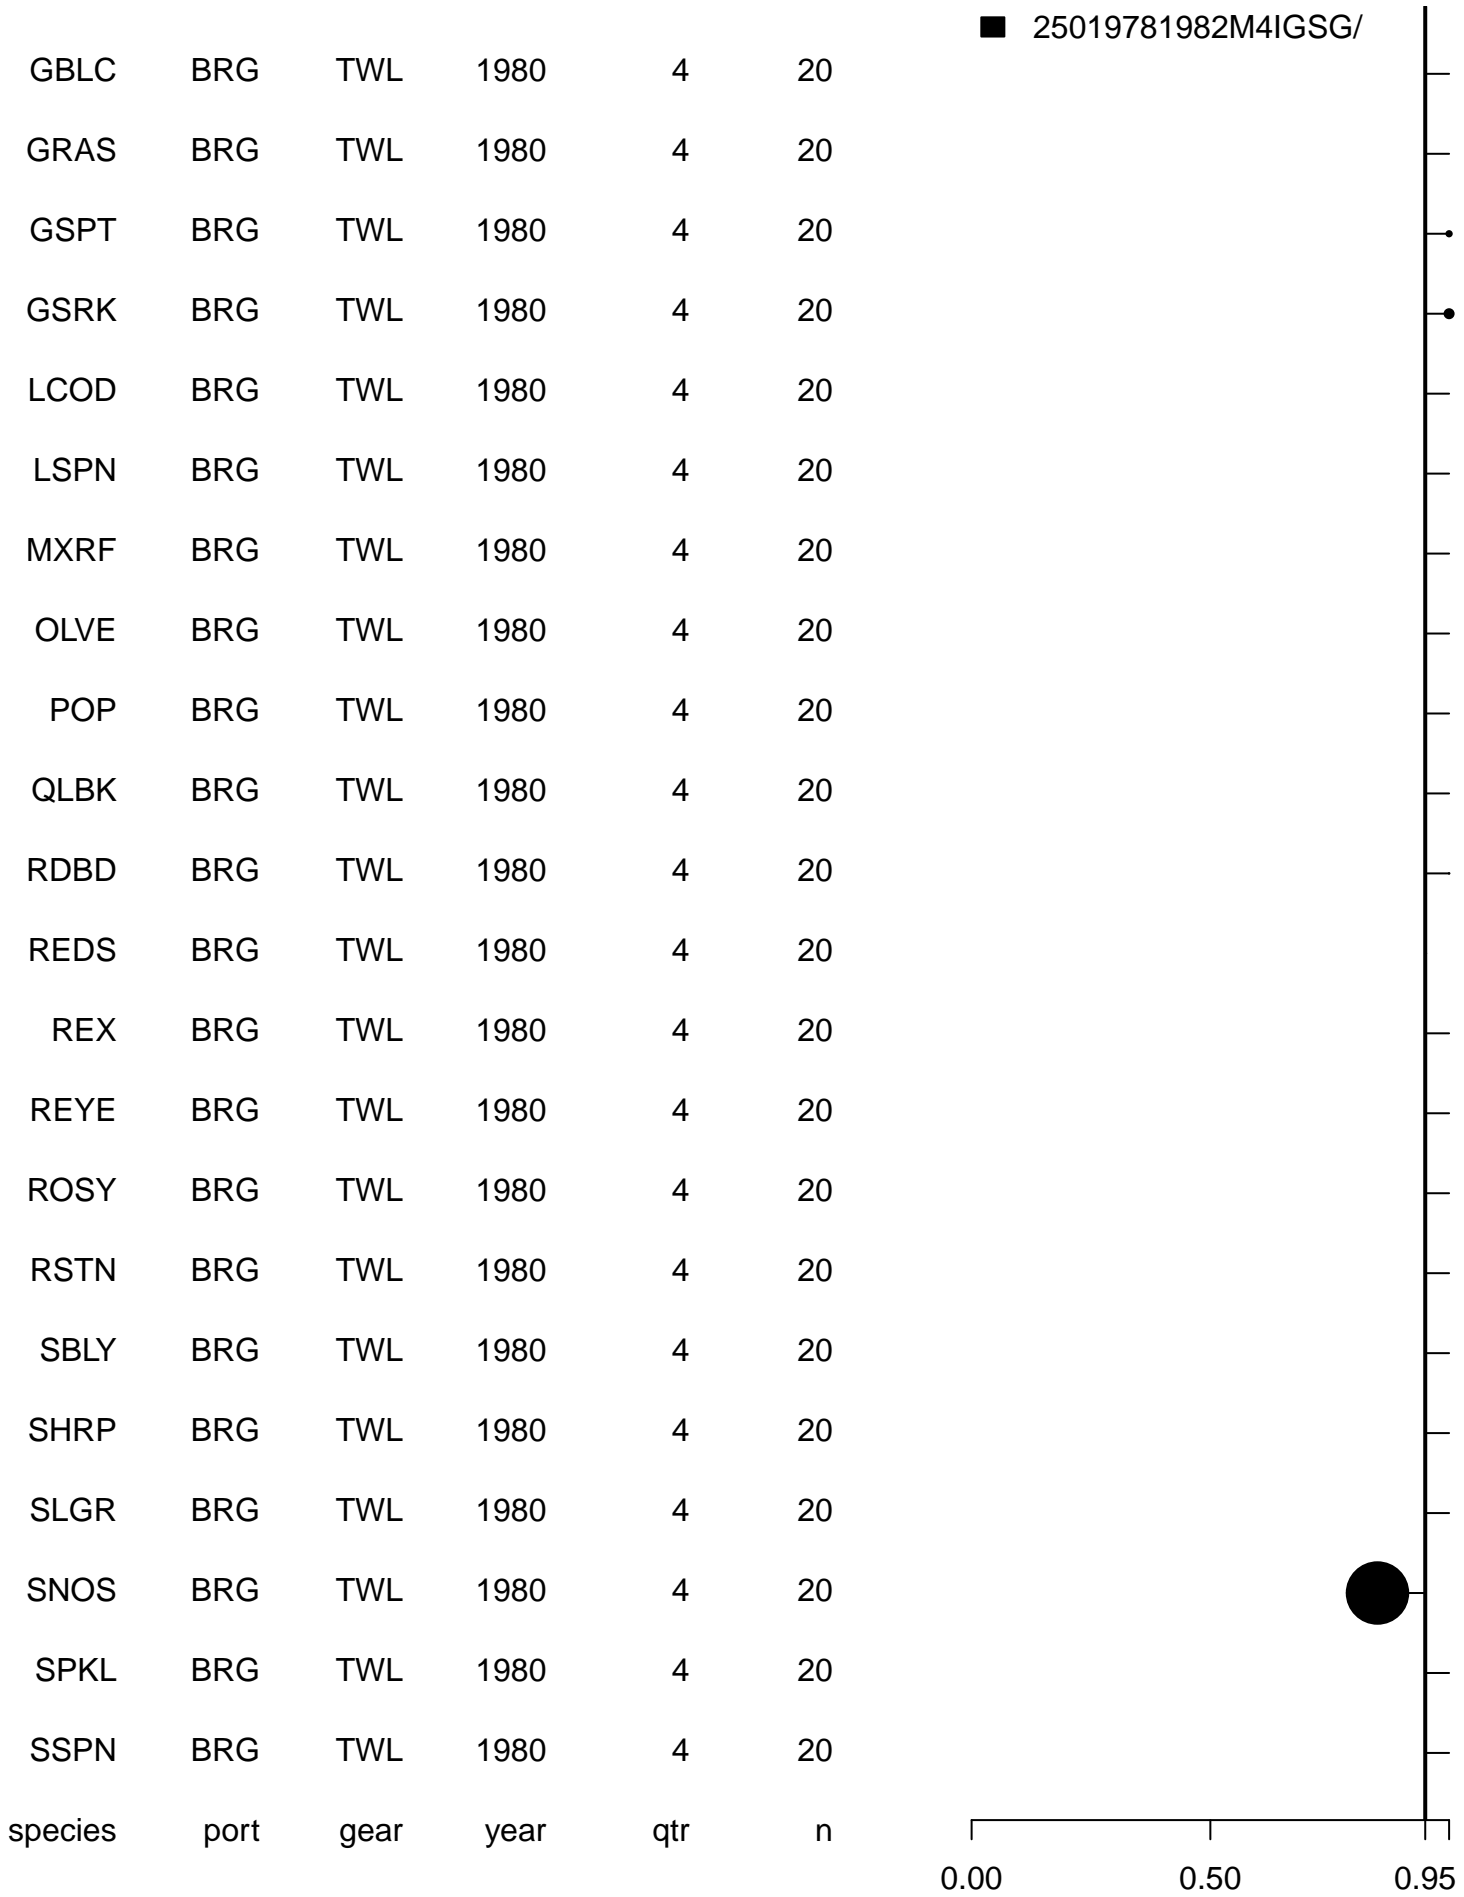 25019781982M4IGSG/
GBLC BRG TWL 1980 4 20
GRAS BRG TWL 1980 4 20
GSPT BRG TWL 1980 4 20
GSRK BRG TWL 1980 4 20
LCOD BRG TWL 1980 4 20
LSPN BRG TWL 1980 4 20
MXRF BRG TWL 1980 4 20
OLVE BRG TWL 1980 4 20
POP BRG TWL 1980 4 20
QLBK BRG TWL 1980 4 20
RDBD BRG TWL 1980 4 20
REDS BRG TWL 1980 4 20
REX BRG TWL 1980 4 20
REYE BRG TWL 1980 4 20
ROSY BRG TWL 1980 4 20
RSTN BRG TWL 1980 4 20
SBLY BRG TWL 1980 4 20
SHRP BRG TWL 1980 4 20
SLGR BRG TWL 1980 4 20
SNOS BRG TWL 1980 4 20
SPKL BRG TWL 1980 4 20
SSPN BRG TWL 1980 4 20
species port gear year qtr n
0.00 0.50 0.95